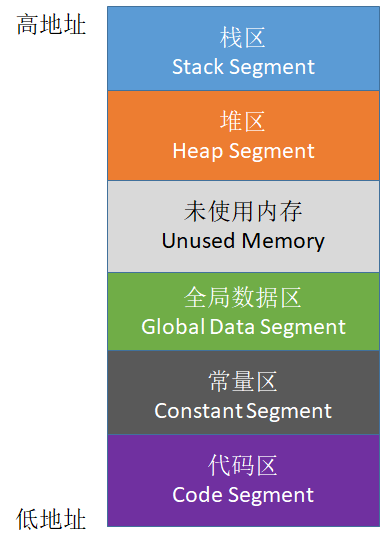 高地址
栈区
Stack Segment
堆区
Heap Segment
未使用内存
Unused Memory
全局数据区
Global Data Segment
常量区
Constant Segment
代码区
Code Segment
低地址